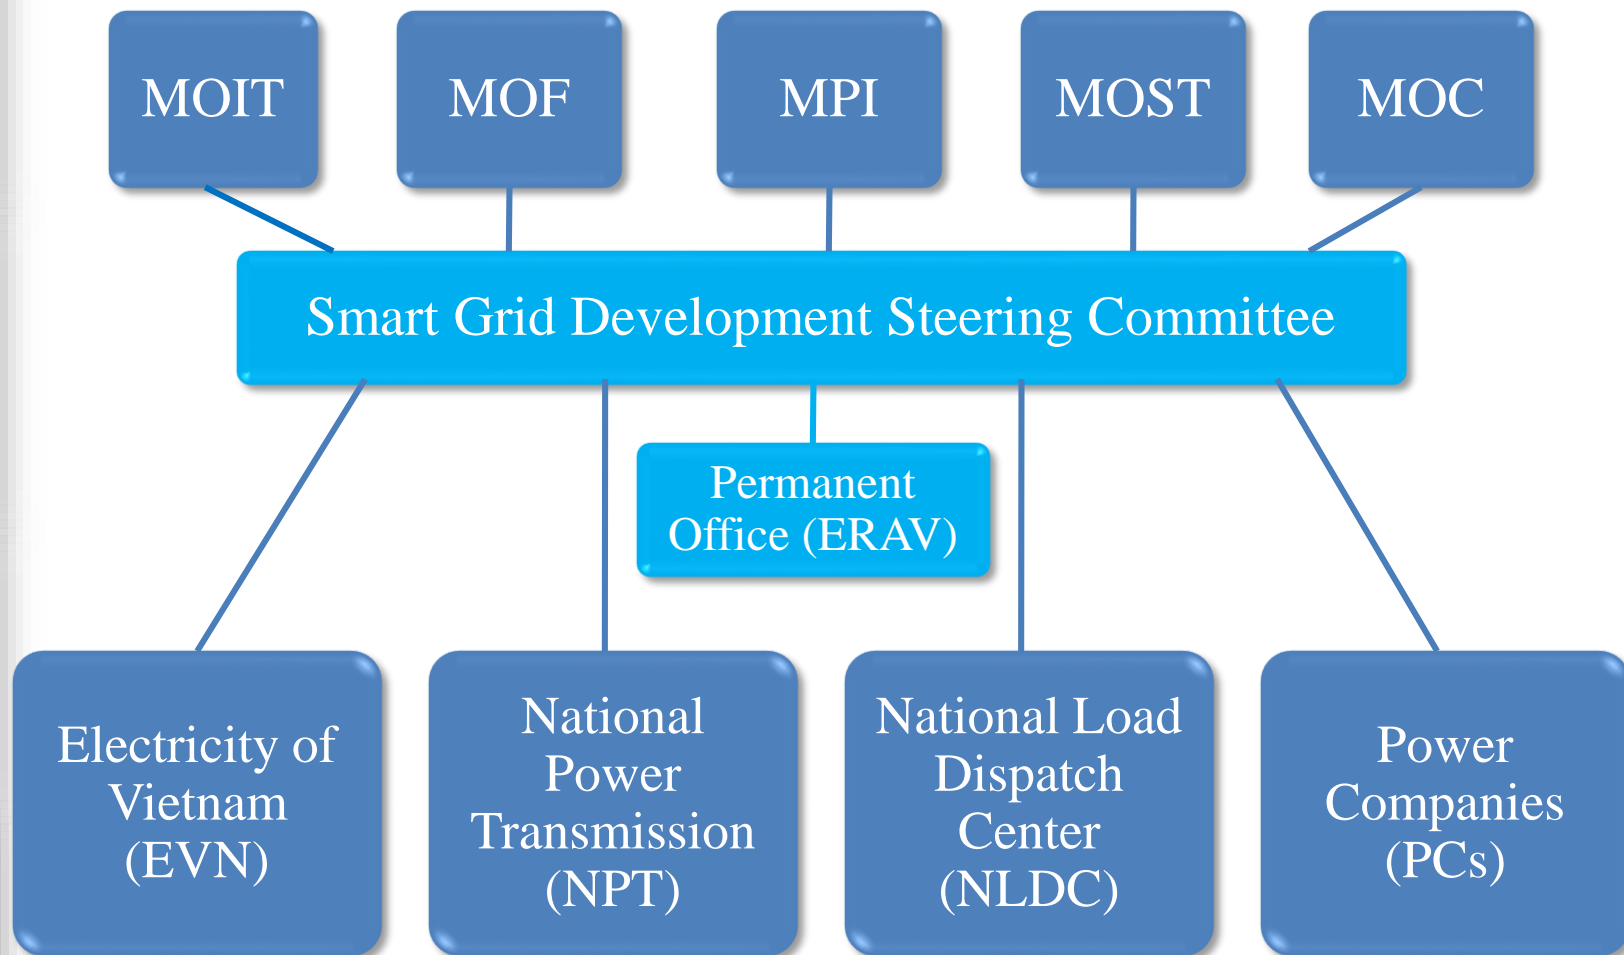 MOIT
MOF
MPI
MOST
MOC
Smart Grid Development Steering Committee
Permanent
Office (ERAV)
Electricity of
Vietnam
(EVN)
National
Power
Transmission
(NPT)
National Load
Dispatch
Center
(NLDC)
Power
Companies
(PCs)